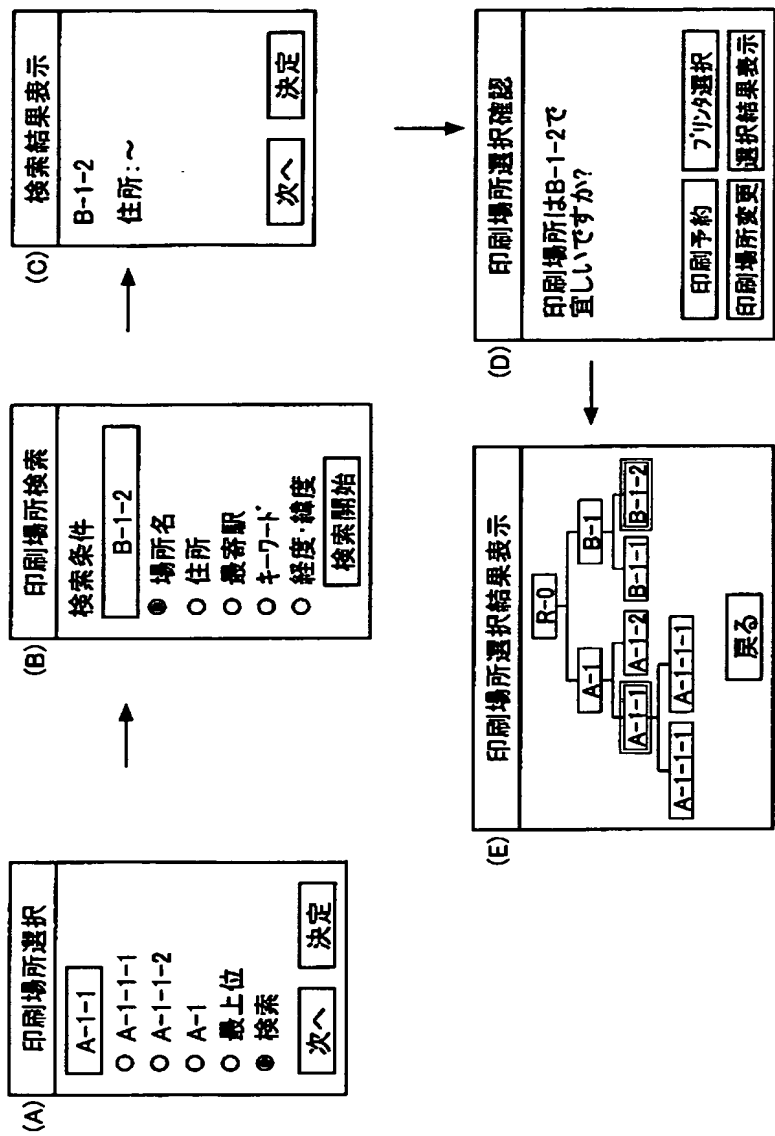 (A)
印刷場所選択
A-1-1
A-1-1-1
A-1-1-2
A-1
最上位
検索
次へ 決定
(B)
印刷場所検索
検索条件
B-1-2
場所名
住所
最寄駅
キーワード
経度・緯度
検索開始
(C)
検索結果表示
B-1-2
住所:～
次へ 決定
(D)
印刷場所選択確認
印刷場所はB-1-2で
宜しいですか?
印刷予約 プリンタ選択
印刷場所変更 選択結果表示
(E)
印刷場所選択結果表示
R-0
A-1 B-1
A-1-1 A-1-2 B-1-1 B-1-2
A-1-1-1 A-1-1-1
戻る